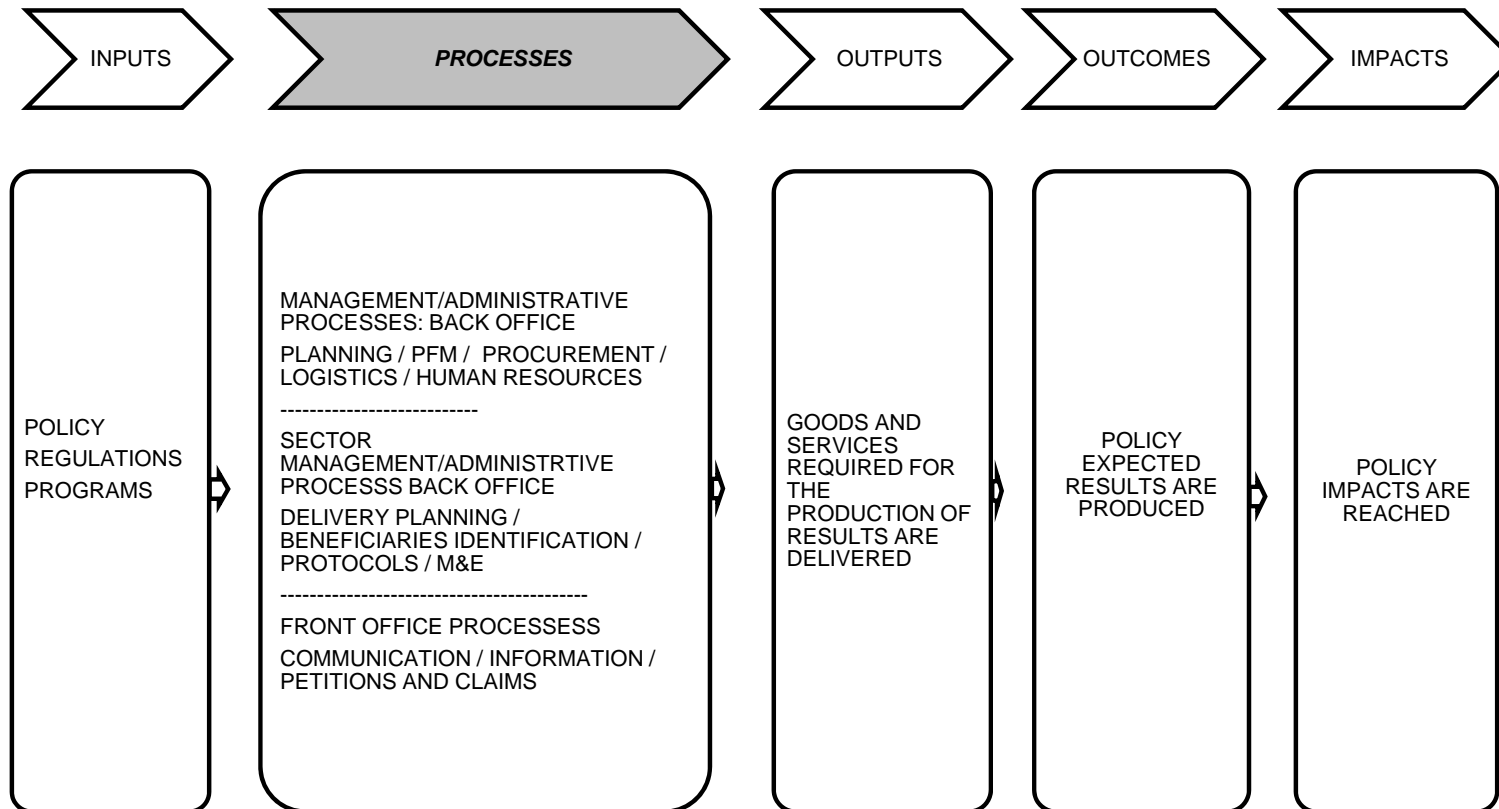 INPUTS
PROCESSES
OUTPUTS
OUTCOMES
IMPACTS
POLICY
REGULATIONS
PROGRAMS
MANAGEMENT/ADMINISTRATIVE
PROCESSES: BACK OFFICE
PLANNING / PFM / PROCUREMENT /
LOGISTICS / HUMAN RESOURCES
---------------------------
SECTOR
MANAGEMENT/ADMINISTRTIVE
PROCESSS BACK OFFICE
DELIVERY PLANNING /
BENEFICIARIES IDENTIFICATION /
PROTOCOLS / M&E
------------------------------------------
FRONT OFFICE PROCESSESS
COMMUNICATION / INFORMATION /
PETITIONS AND CLAIMS
GOODS AND
SERVICES
REQUIRED FOR
THE
PRODUCTION OF
RESULTS ARE
DELIVERED
POLICY
EXPECTED
RESULTS ARE
PRODUCED
POLICY
IMPACTS ARE
REACHED